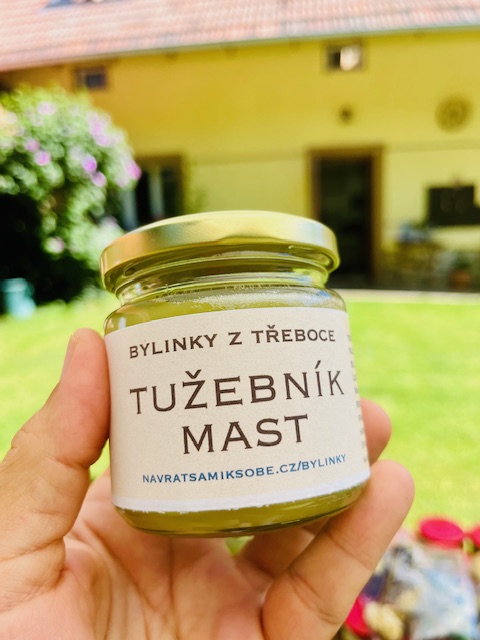 BYLINKY Z TŘEBOCE
TUŽEBNÍK
MAST
NAVRATSAMIKSOBE.CZ/BYLINKY